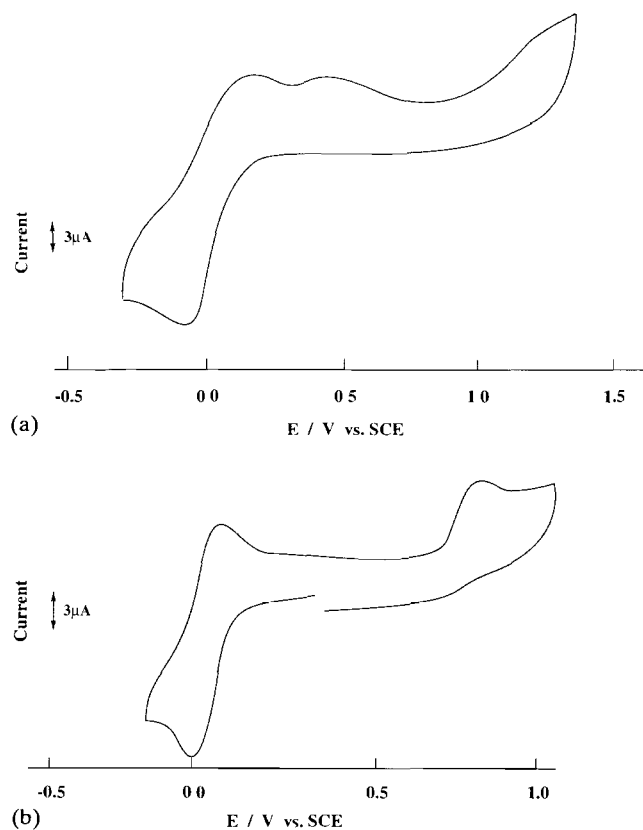 Current
3μA
-0.5 0 0 0 5 1 0 1.5
E / V vs. SCE
(a)
Current
3μA
-0.5 0 0 0.5 1.0
E / V vs. SCE
(b)